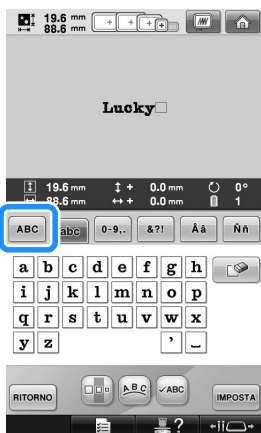 19.6 mm
88.6 mm
Lucky
19.6 mm + 0.0 mm 0°
88.6 mm + 0.0 mm 1
ABC abc 0-9,. &?! Ää Ññ
a b c d e f g h
i j k l m n o p
q r s t u v w x
y z ' _
RITORNO ABC ABC IMPOSTA
?